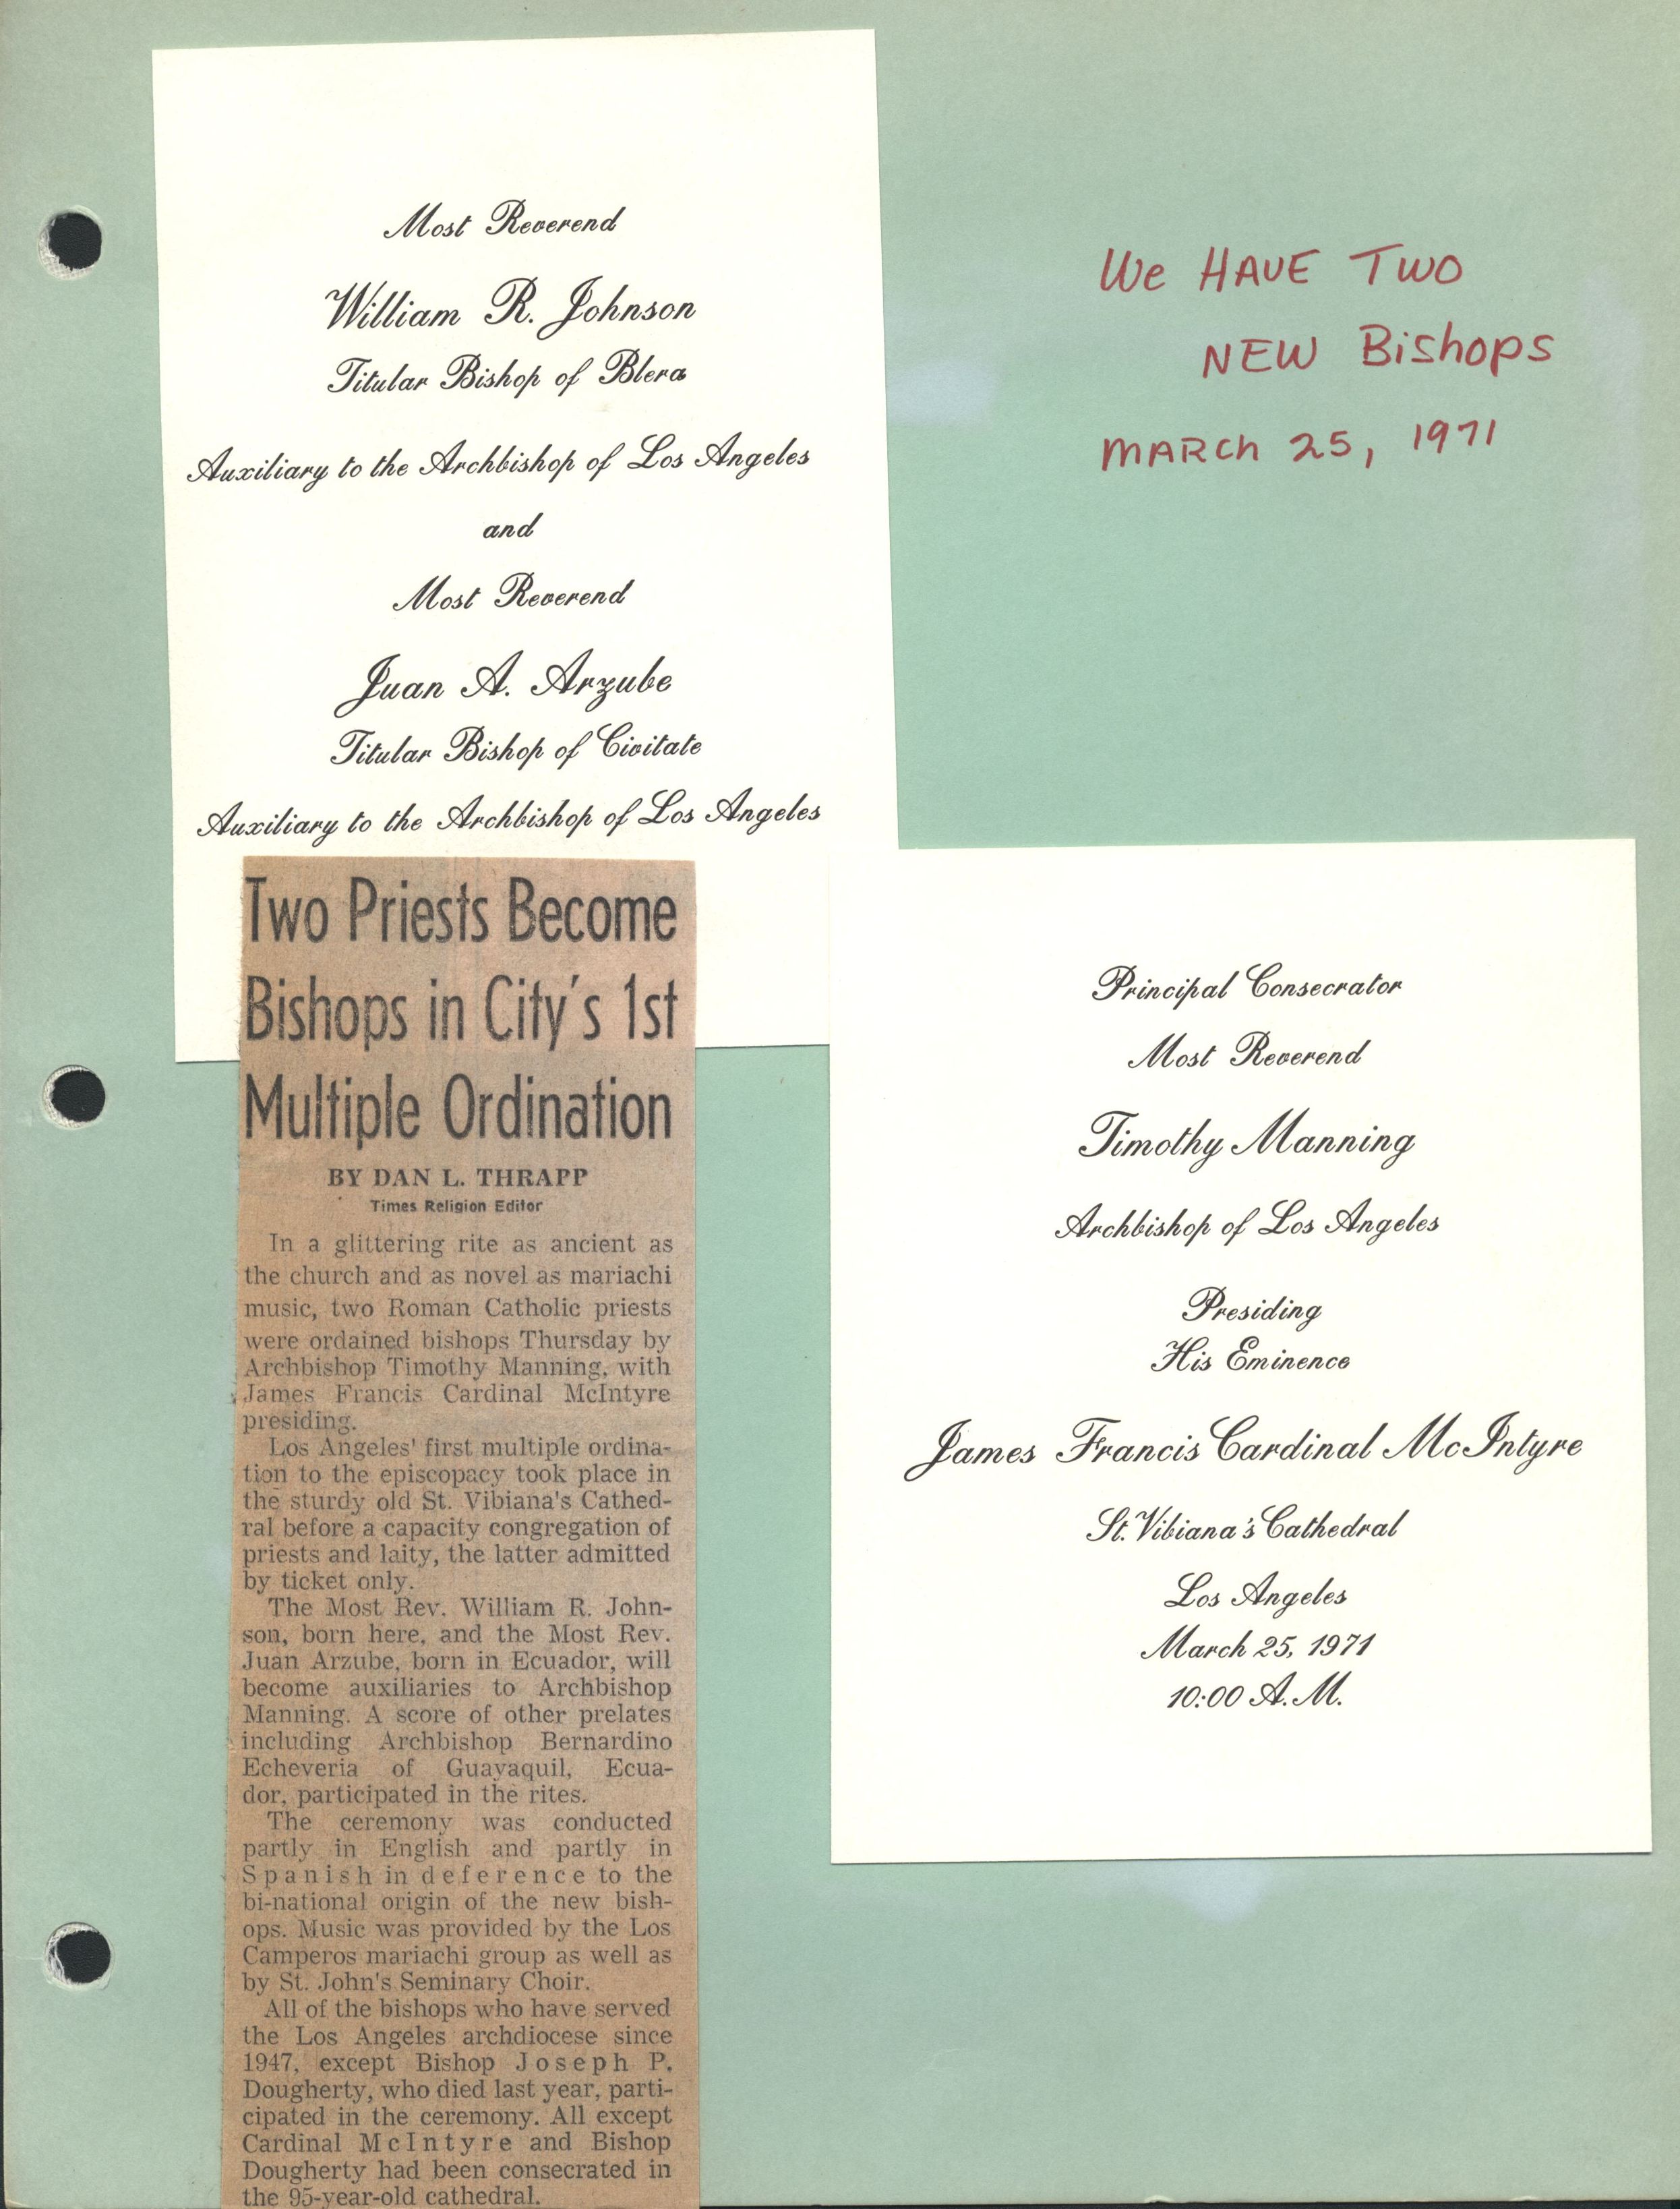 Most Reverend
William R. Johnson
Titular Bishop of Blera
Auxiliary to the Archbishop of Los Angeles
and
Most Reverend
Juan A. Arzube
Titular Bishop of Civitate
Auxiliary to the Archbishop of Los Angeles
We HAVE TWO
NEW Bishops
MARCH 25, 1971
Two Priests Become
Bishops in City's 1st
Multiple Ordination
BY DAN L. THRAPP
Times Religion Editor
In a glittering rite as ancient as
the church and as novel as mariachi
music, two Roman Catholic priests
were ordained bishops Thursday by
Archbishop Timothy Manning, with
James Francis Cardinal McIntyre
presiding.
Los Angeles' first multiple ordina-
tion to the episcopacy took place in
the sturdy old St. Vibiana's Cathed-
ral before a capacity congregation of
priests and laity, the latter admitted
by ticket only.
The Most Rev. William R. John-
son, born here, and the Most Rev.
Juan Arzube, born in Ecuador, will
become auxiliaries to Archbishop
Manning. A score of other prelates
including Archbishop Bernardino
Echeveria of Guayaquil, Ecua-
dor, participated in the rites.
The ceremony was conducted
partly in English and partly in
Spanish in deference to the
bi-national origin of the new bish-
ops. Music was provided by the Los
Camperos mariachi group as well as
by St. John's Seminary Choir.
All of the bishops who have served
the Los Angeles archdiocese since
1947, except Bishop Joseph P.
Dougherty, who died last year, parti-
cipated in the ceremony. All except
Cardinal McIntyre and Bishop
Dougherty had been consecrated in
the 95-year-old cathedral.
Principal Consecrator
Most Reverend
Timothy Manning
Archbishop of Los Angeles
Presiding
His Eminence
James Francis Cardinal McIntyre
St. Vibiana's Cathedral
Los Angeles
March 25, 1971
10:00 A.M.